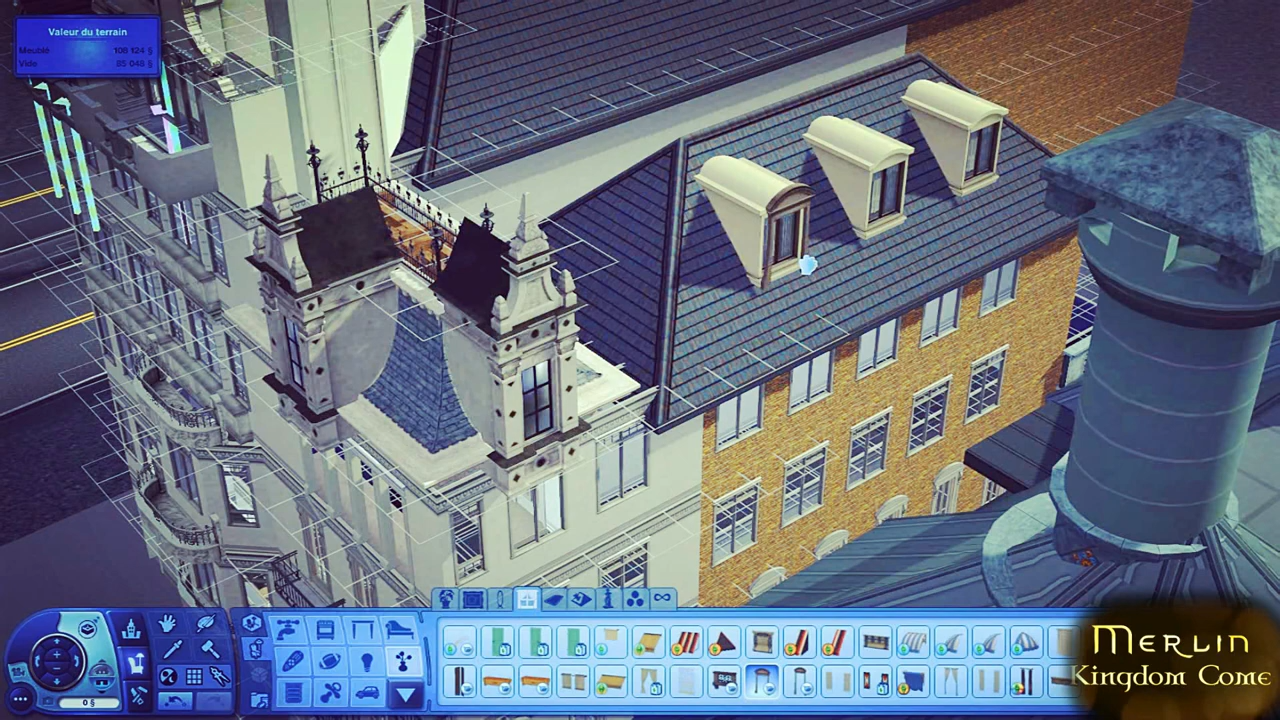 Valeur du terrain
Meublé 106 124 §
Vide 85 048 §
0 §
Merlin
Kingdom Come